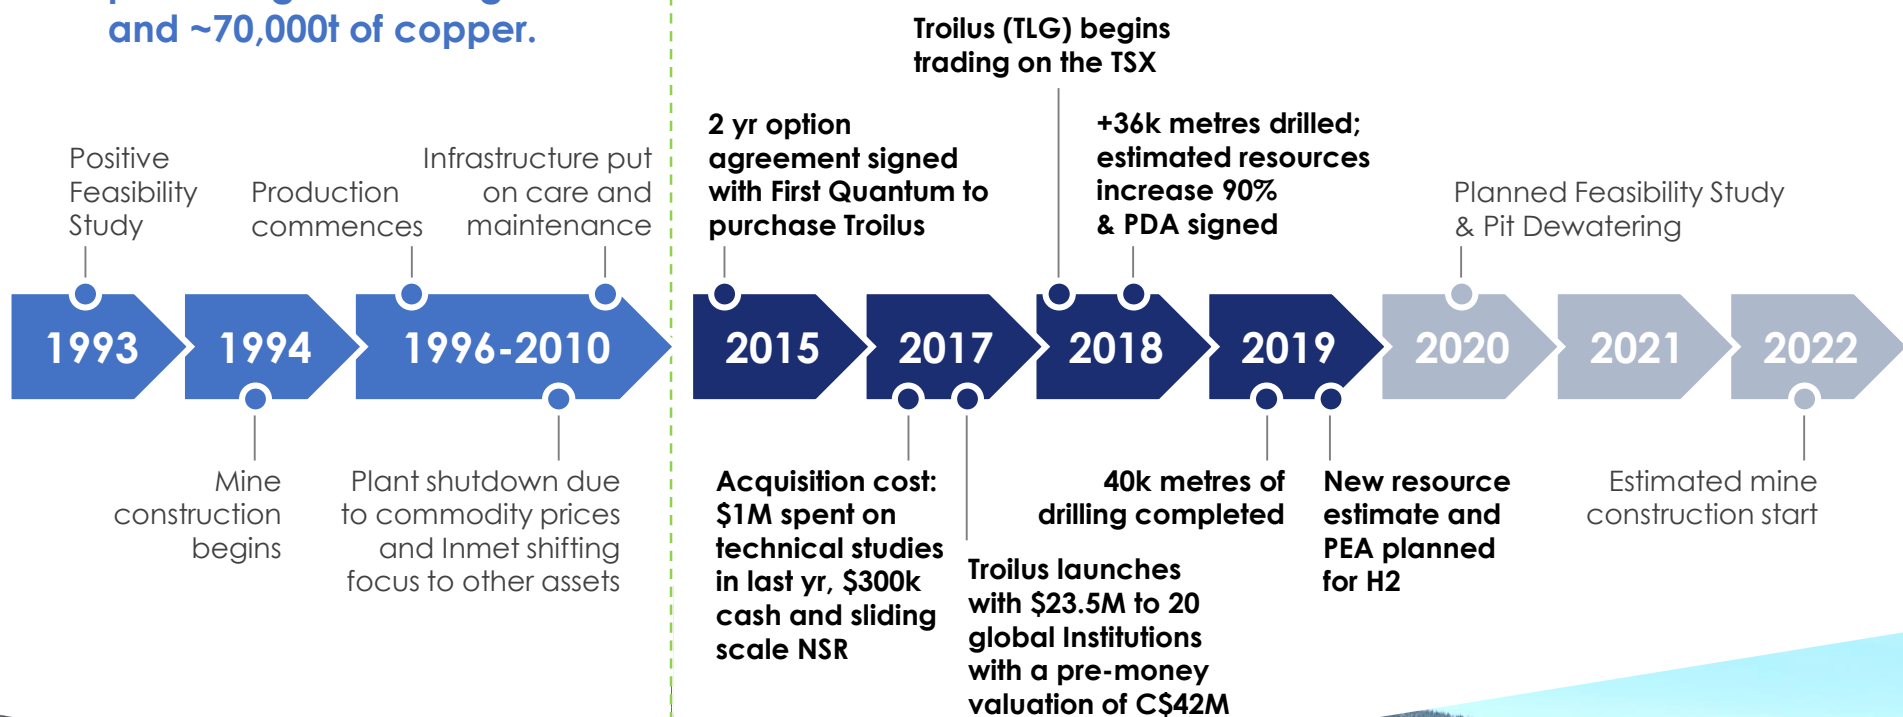 and ~70,000t of copper.
Troilus (TLG) begins
trading on the TSX
Positive
Feasibility
Study
Production
commences
Infrastructure put
on care and
maintenance
2 yr option
agreement signed
with First Quantum to
purchase Troilus
+36k metres drilled;
estimated resources
increase 90%
& PDA signed
Planned Feasibility Study
& Pit Dewatering
1993
1994
1996-2010
2015
2017
2018
2019
2020
2021
2022
Mine
construction
begins
Plant shutdown due
to commodity prices
and Inmet shifting
focus to other assets
Acquisition cost:
$1M spent on
technical studies
in last yr, $300k
cash and sliding
scale NSR
Troilus launches
with $23.5M to 20
global Institutions
with a pre-money
valuation of C$42M
40k metres of
drilling completed
New resource
estimate and
PEA planned
for H2
Estimated mine
construction start